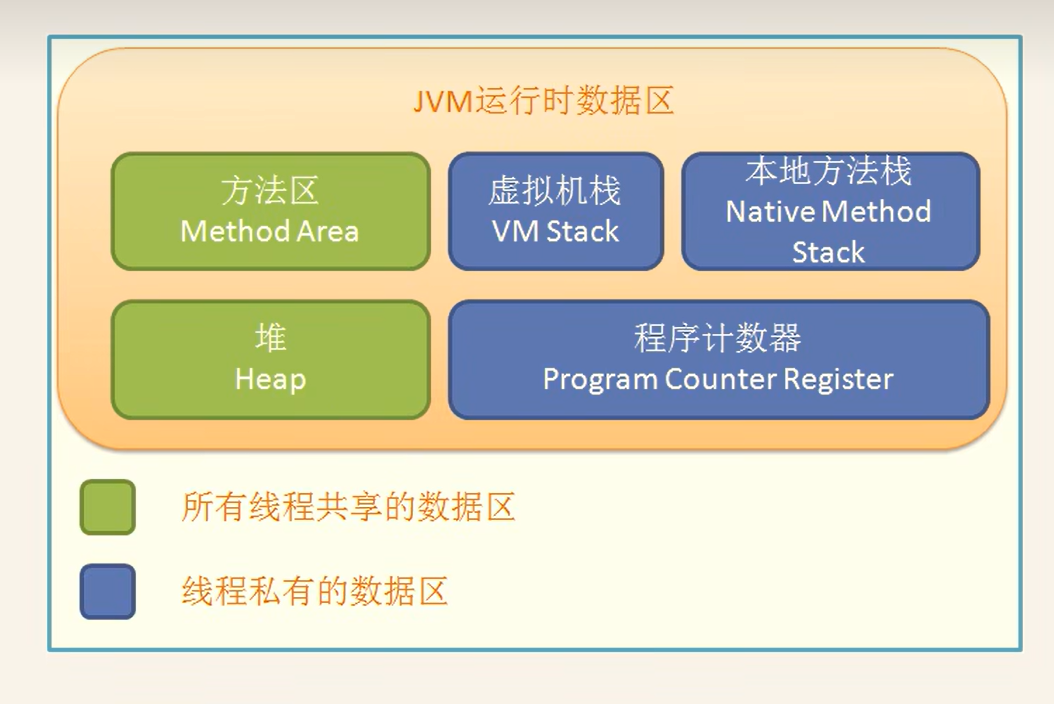 JVM运行时数据区
方法区
Method Area
虚拟机栈
VM Stack
本地方法栈
Native Method
Stack
堆
Heap
程序计数器
Program Counter Register
所有线程共享的数据区
线程私有的数据区